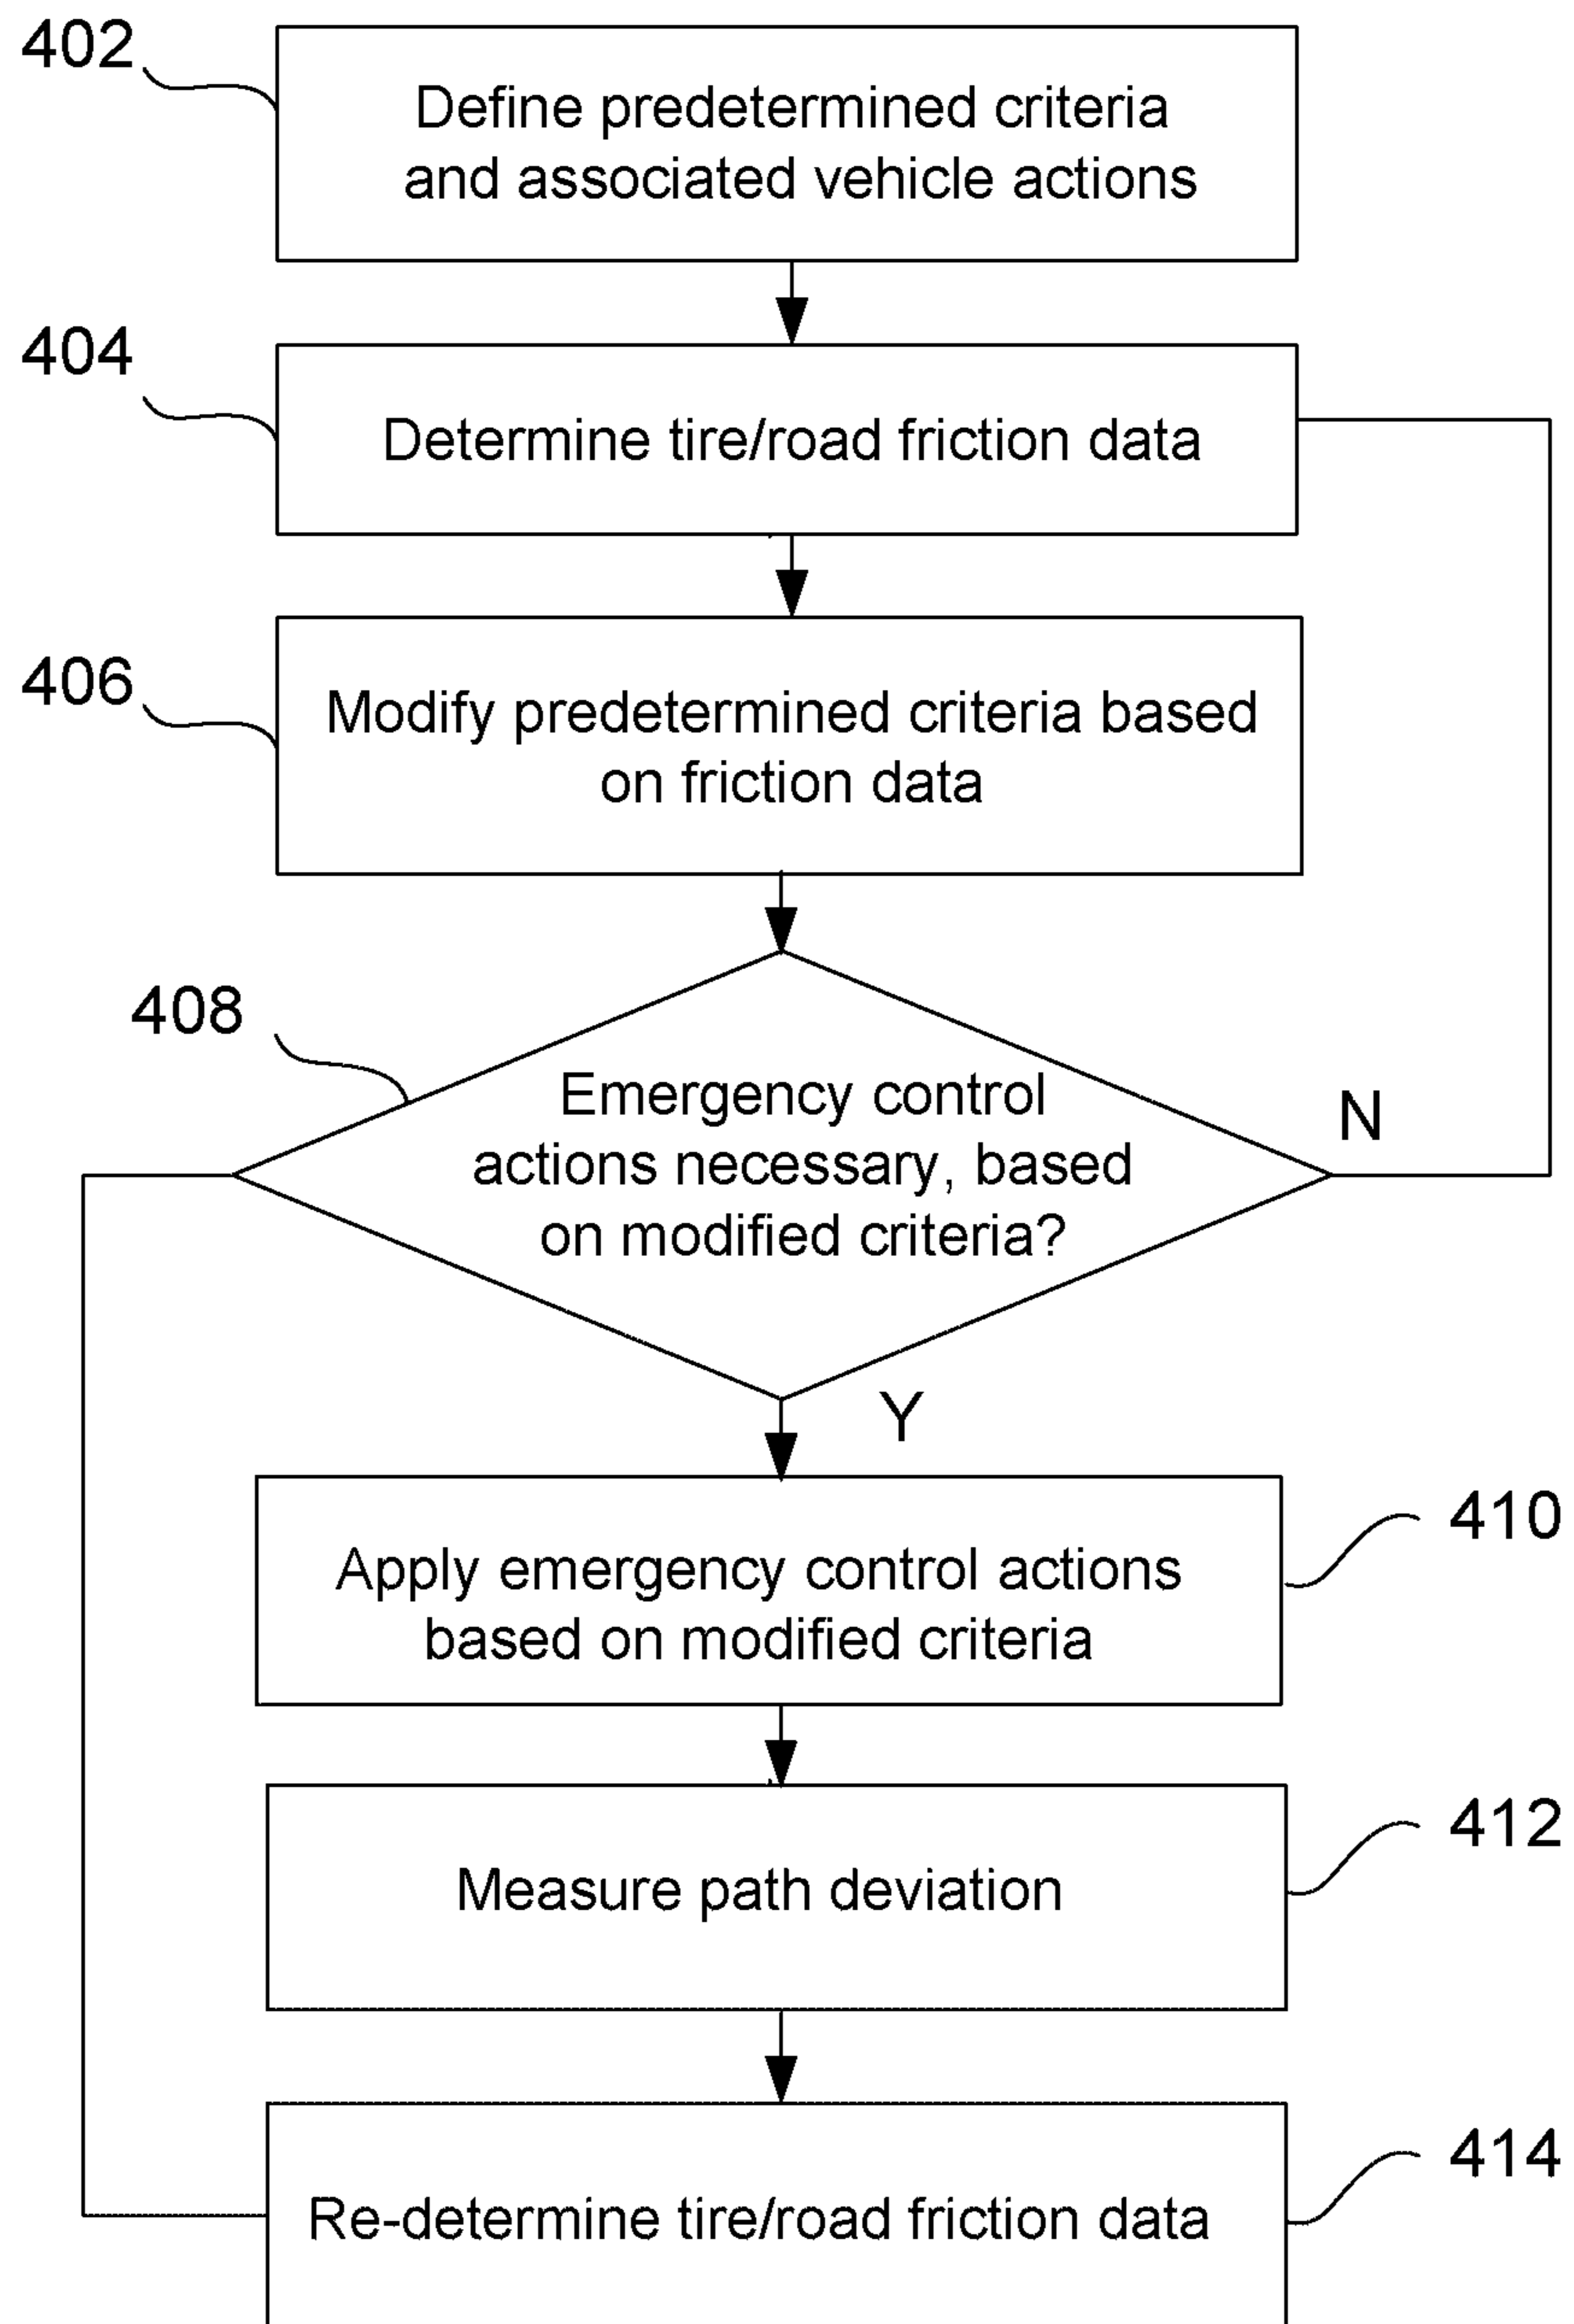 402
Define predetermined criteria
and associated vehicle actions
404
Determine tire/road friction data
406
Modify predetermined criteria based
on friction data
408
Emergency control
actions necessary, based
on modified criteria?
N
Y
410
Apply emergency control actions
based on modified criteria
412
Measure path deviation
414
Re-determine tire/road friction data